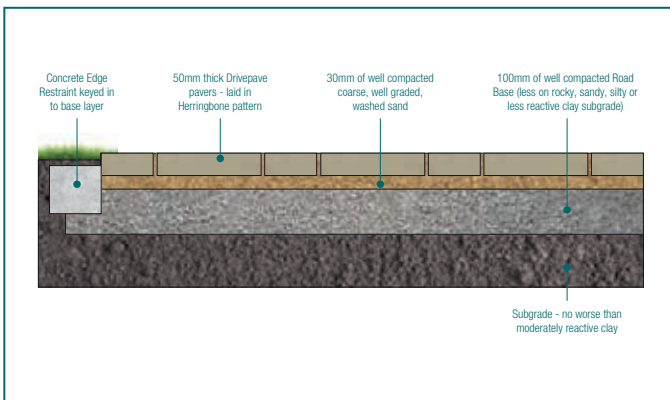 Concrete Edge
Restraint keyed in
to base layer
50mm thick Drivepave
pavers - laid in
Herringbone pattern
30mm of well compacted
coarse, well graded,
washed sand
100mm of well compacted Road
Base (less on rocky, sandy, silty or
less reactive clay subgrade)
Subgrade - no worse than
moderately reactive clay